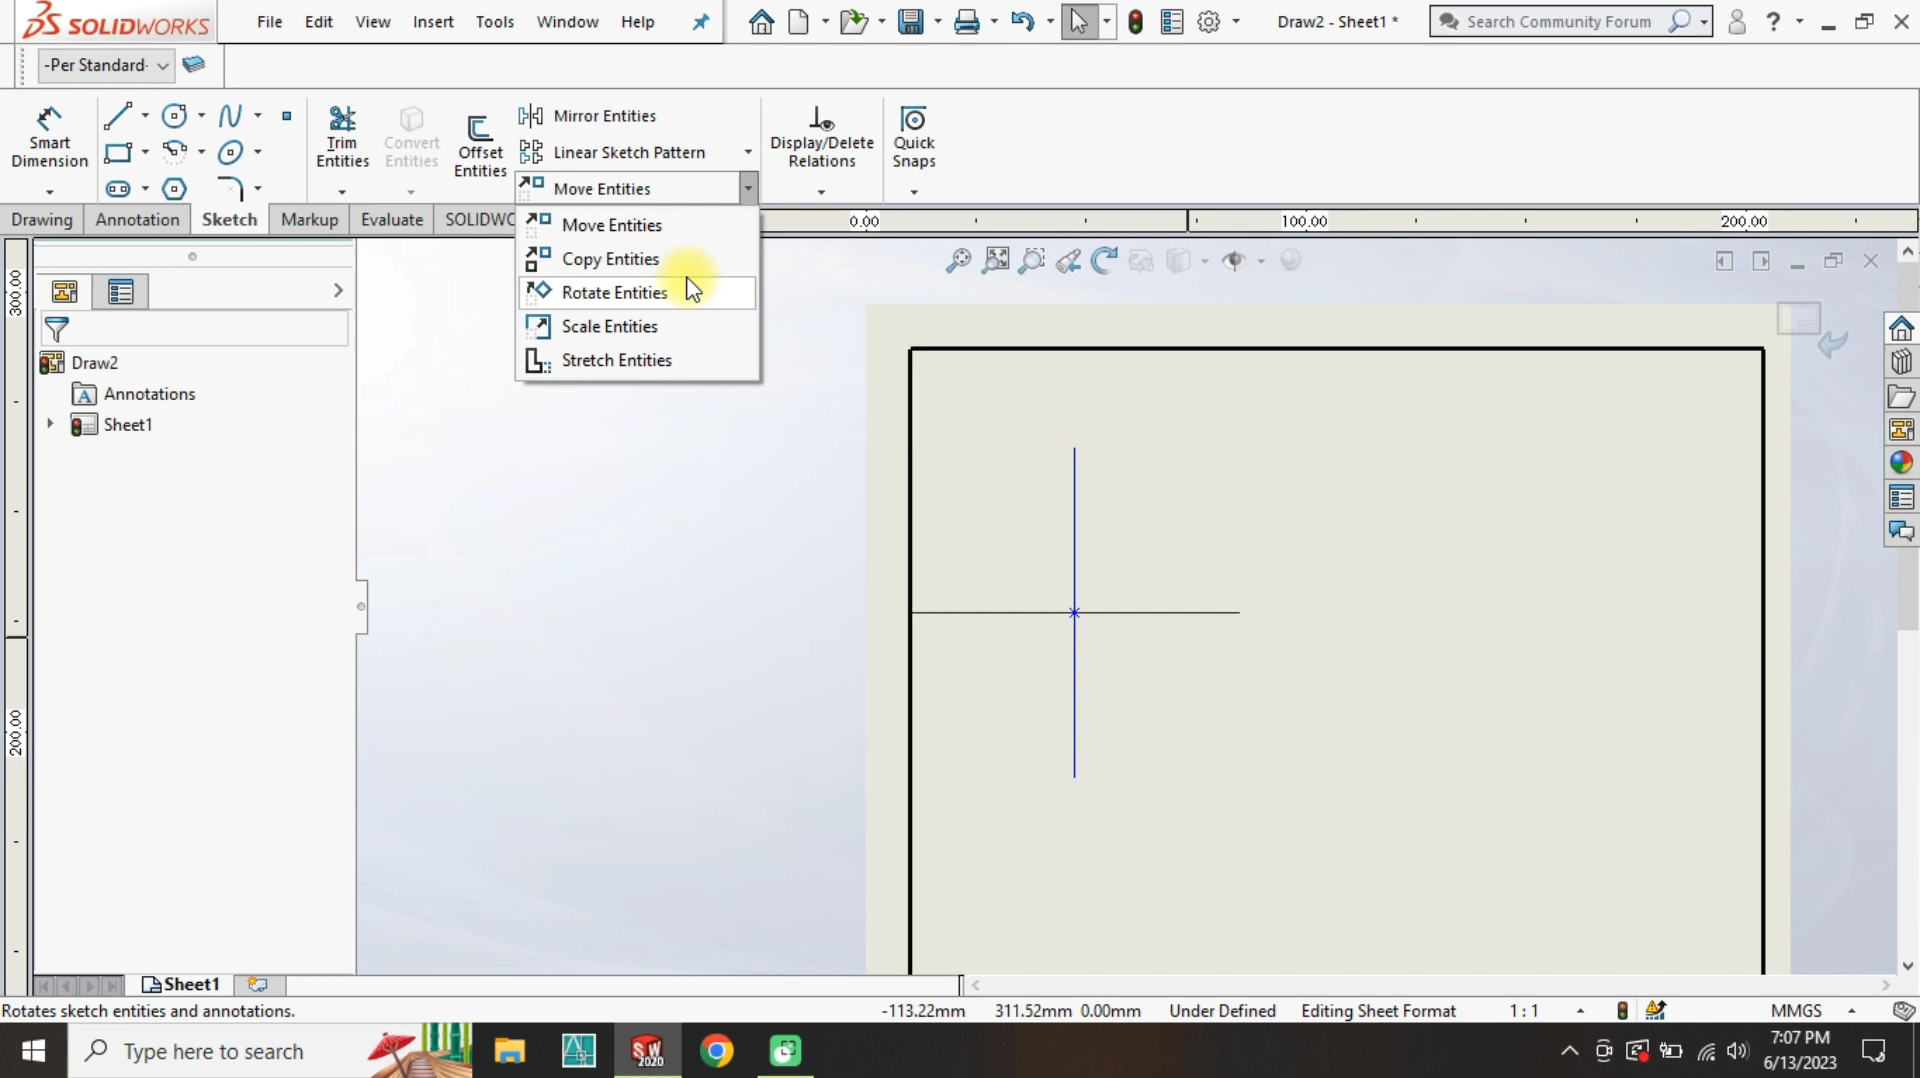 SOLIDWORKS File Edit View Insert Tools Window Help Draw2 - Sheet1 * Search Community Forum ?
-Per Standard-
Smart Dimension
Trim Entities
Convert Entities
Offset Entities
Mirror Entities
Linear Sketch Pattern
Move Entities
Display/Delete Relations
Quick Snaps
Drawing Annotation Sketch Markup Evaluate SOLIDWO
0.00 100.00 200.00
Move Entities
Copy Entities
Rotate Entities
Scale Entities
Stretch Entities
300.00
200.00
Draw2
A Annotations
Sheet1
Sheet1
Rotates sketch entities and annotations. -113.22mm 311.52mm 0.00mm Under Defined Editing Sheet Format 1 : 1 MMGS
Type here to search
SW 2020
7:07 PM
6/13/2023